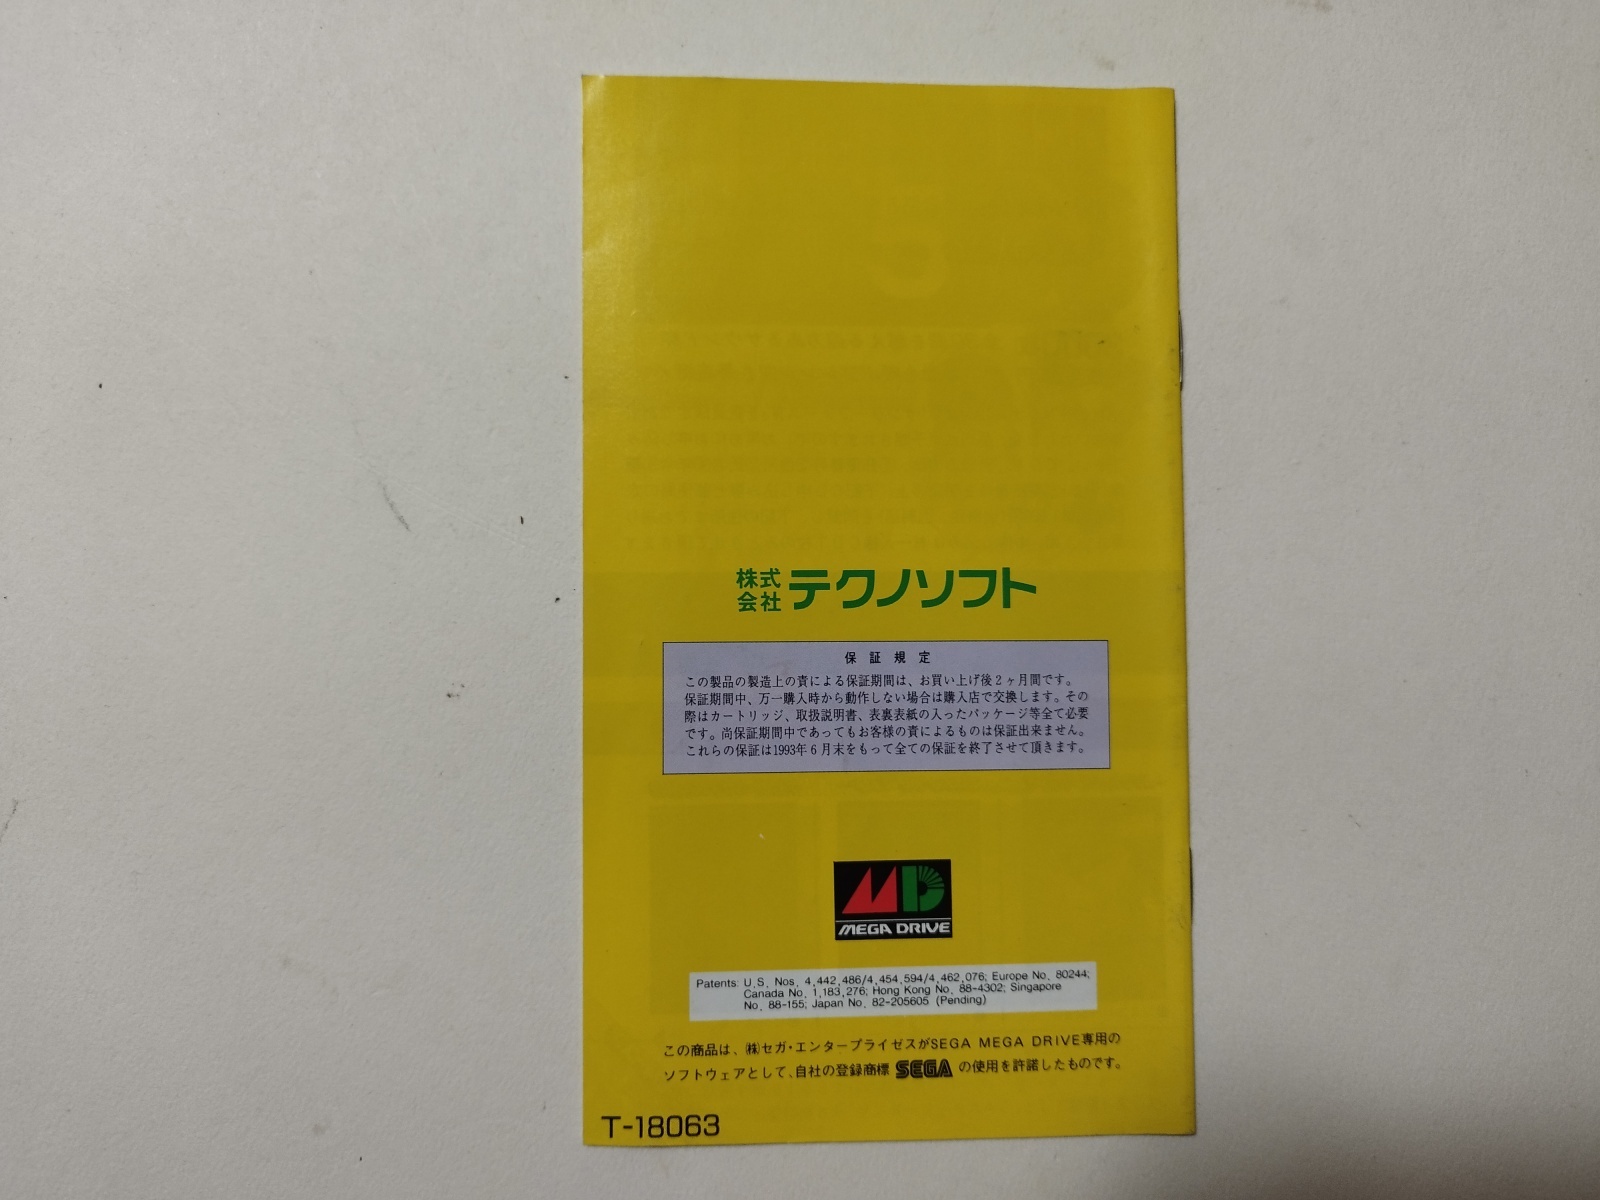 株式
会社 テクノソフト
保証規定
この製品の製造上の責による保証期間は、お買い上げ後2ヶ月間です。
保証期間中、万一購入時から動作しない場合は購入店で交換します。その
際はカートリッジ、取扱説明書、表裏表紙の入ったパッケージ等全て必要
です。尚保証期間中であってもお客様の責によるものは保証出来ません。
これらの保証は1993年6月末をもって全ての保証を終了させて頂きます。
MD
MEGA DRIVE
Patents: U.S. Nos. 4,442,486/4,454,594/4,462,076; Europe No. 80244;
Canada No. 1,183,276; Hong Kong No. 88-4302; Singapore
No. 88-155; Japan No. 82-205605 (Pending)
この商品は、㈱セガ・エンタープライゼスがSEGA MEGA DRIVE専用の
ソフトウェアとして、自社の登録商標 SEGA の使用を許諾したものです。
T-18063